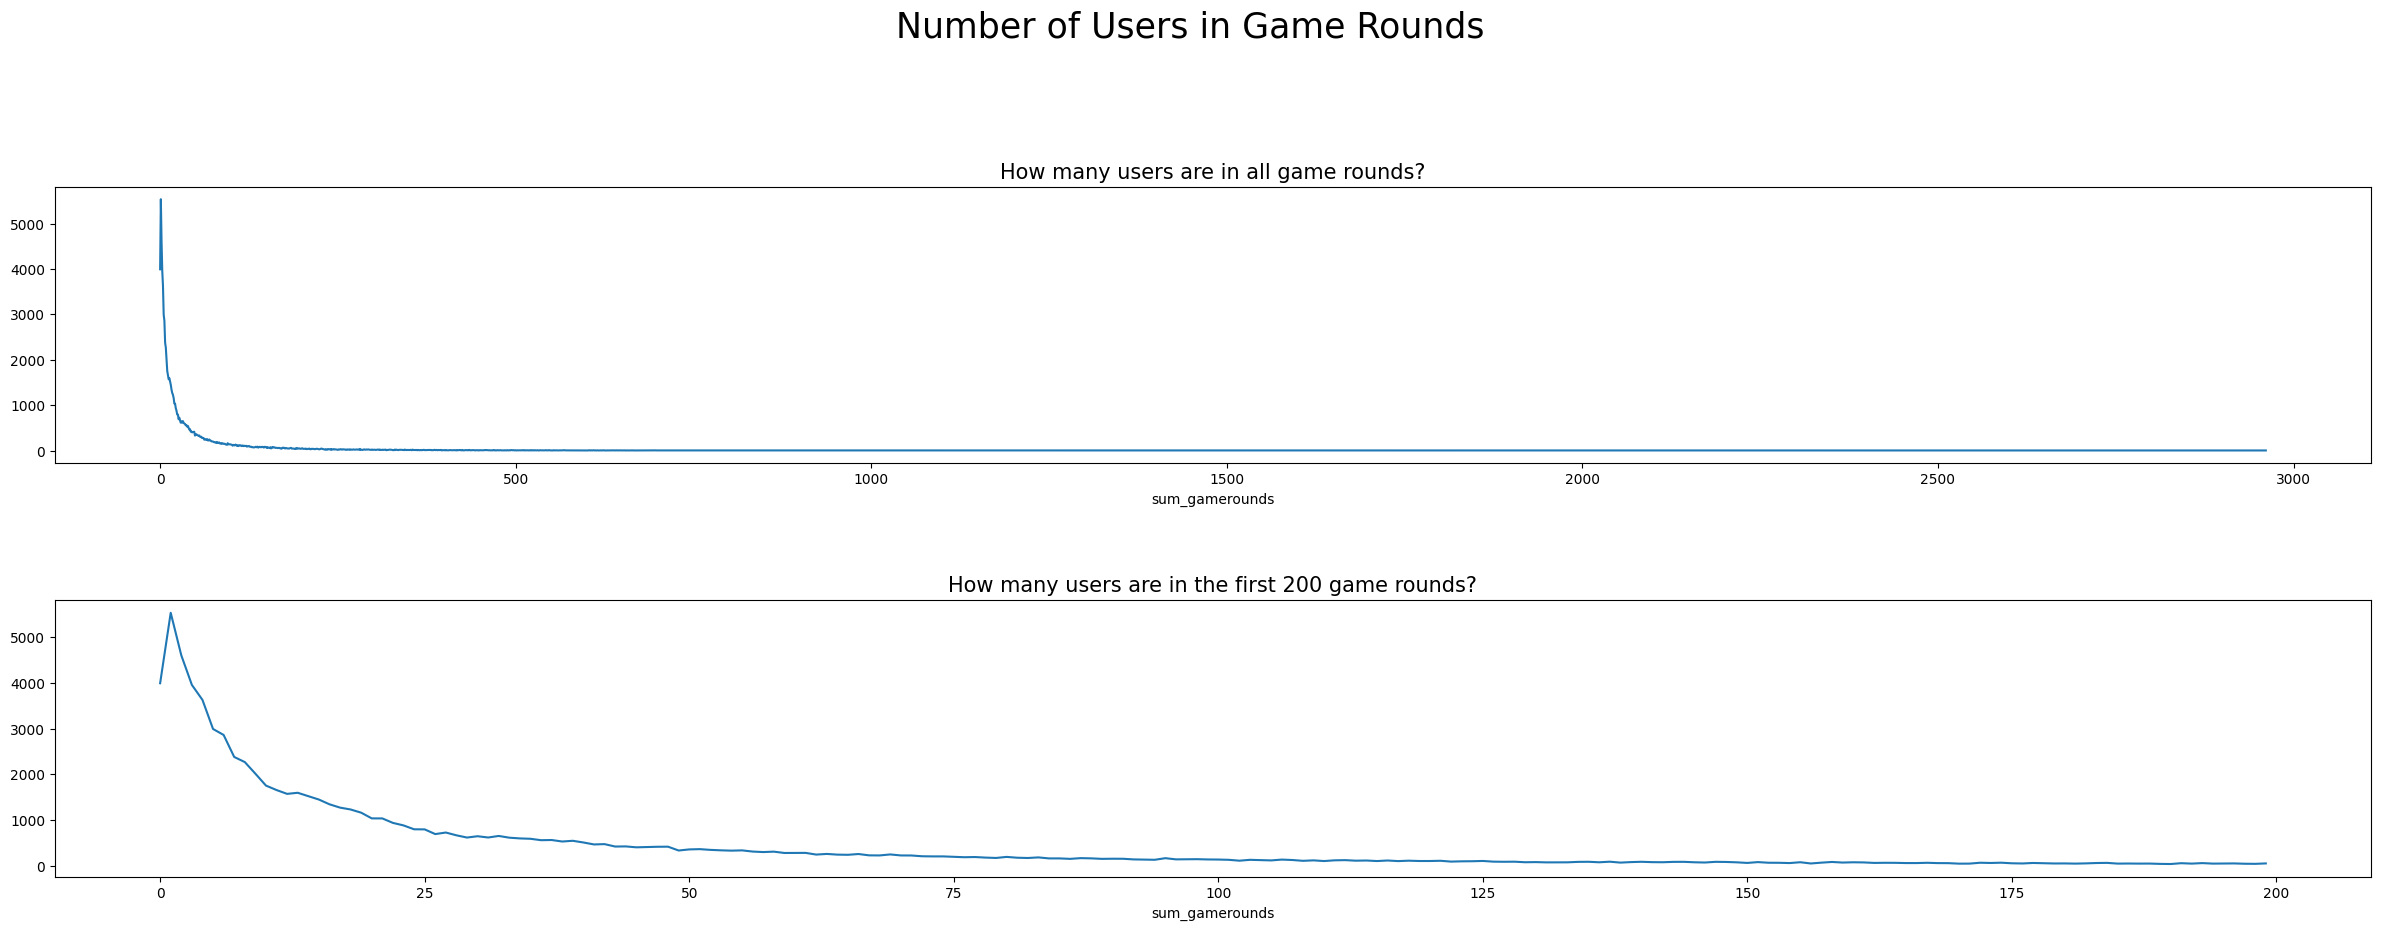 Number of Users in Game Rounds
How many users are in all game rounds?
5000
4000
3000
2000
1000
0
0 500 1000 1500 2000 2500 3000
sum_gamerounds
How many users are in the first 200 game rounds?
5000
4000
3000
2000
1000
0
0 25 50 75 100 125 150 175 200
sum_gamerounds